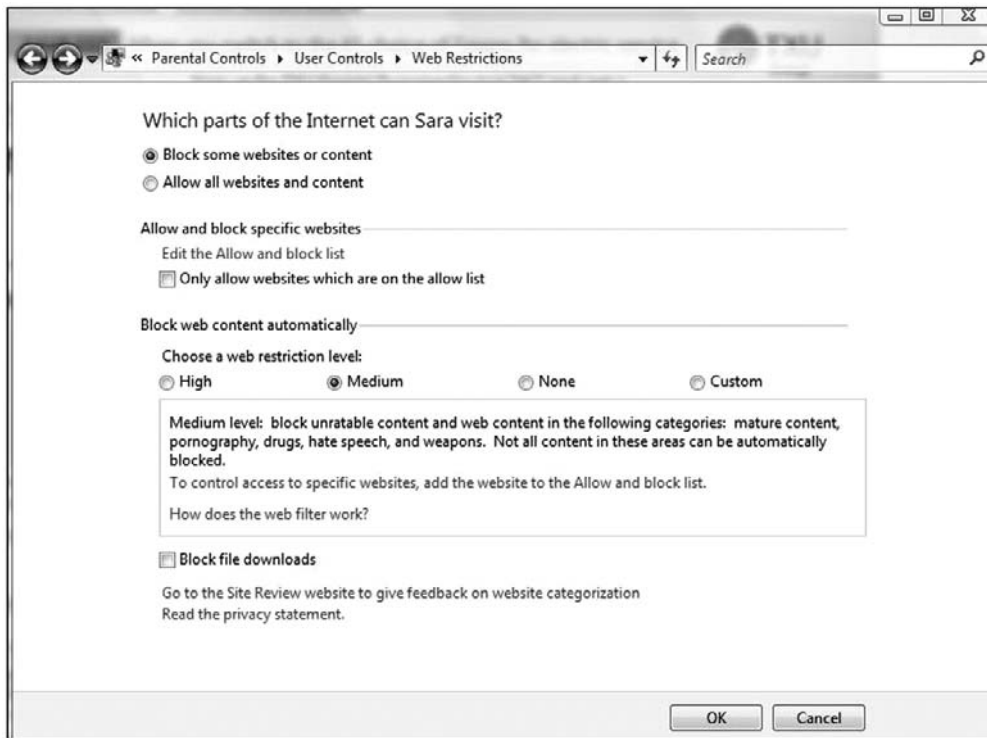 « Parental Controls ▸ User Controls ▸ Web Restrictions
Search
Which parts of the Internet can Sara visit?
Block some websites or content
Allow all websites and content
Allow and block specific websites
Edit the Allow and block list
Only allow websites which are on the allow list
Block web content automatically
Choose a web restriction level:
High Medium None Custom
Medium level: block unratable content and web content in the following categories: mature content,
pornography, drugs, hate speech, and weapons. Not all content in these areas can be automatically
blocked.
To control access to specific websites, add the website to the Allow and block list.
How does the web filter work?
Block file downloads
Go to the Site Review website to give feedback on website categorization
Read the privacy statement.
OK Cancel